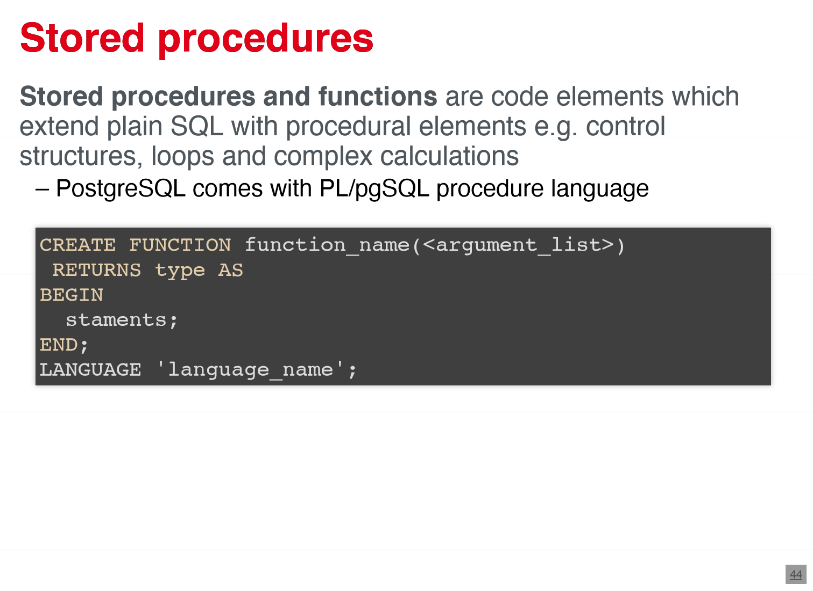 Stored procedures
Stored procedures and functions are code elements which
extend plain SQL with procedural elements e.g. control
structures, loops and complex calculations
– PostgreSQL comes with PL/pgSQL procedure language
CREATE FUNCTION function_name(<argument_list>)
RETURNS type AS
BEGIN
staments;
END;
LANGUAGE 'language_name';
44